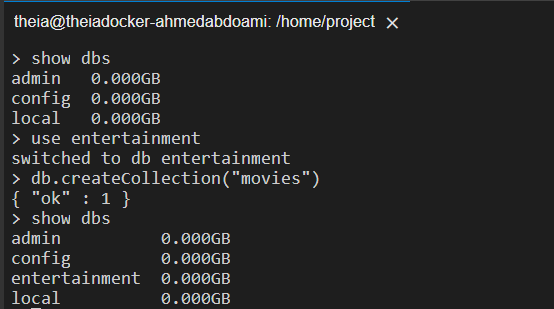 theia@theiadocker-ahmedabdoami: /home/project ×
> show dbs
admin   0.000GB
config  0.000GB
local   0.000GB
> use entertainment
switched to db entertainment
> db.createCollection("movies")
{ "ok" : 1 }
> show dbs
admin          0.000GB
config         0.000GB
entertainment  0.000GB
local          0.000GB